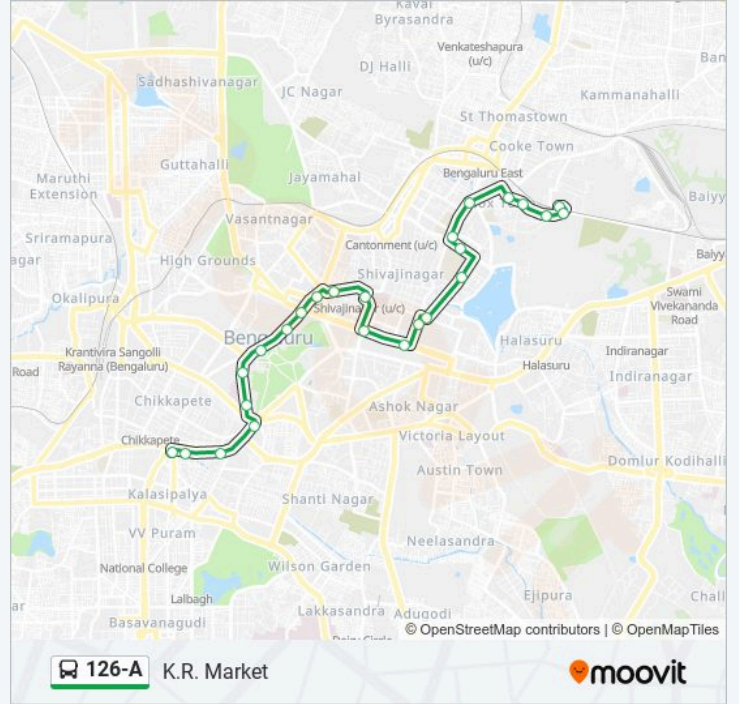 Kaval
Byrasandra
Venkateshapura
(u/c)
Ban
DJ Halli
Sadhashivanagar
JC Nagar
Kammanahalli
St Thomastown
Cooke Town
Guttahalli
Maruthi
Extension
Jayamahal
Bengaluru East
Baiyy
Vasantnagar
Sriramapura
agar
High Grounds
Cantonment (u/c)
Baiyy
Shivajinagar
Okalipura
Swami
Vivekananda
Road
Shivajinagar (u/c)
Bengaluru
Halasuru
Krantivira Sangolli
Rayanna (Bengaluru)
Road
Indiranagar
Halasuru
Indiranagar
Chikkapete
Ashok Nagar
Chikkapete
Victoria Layout
Domlur Kodihalli
Austin Town
Kalasipalya
Shanti Nagar
VV Puram
Neelasandra
National College
Wilson Garden
Ejipura
Chall
Lalbagh
ar
Lakkasandra
Adugodi
Basavanagudi
© OpenStreetMap contributors | © OpenMapTiles
126-A K.R. Market
moovit